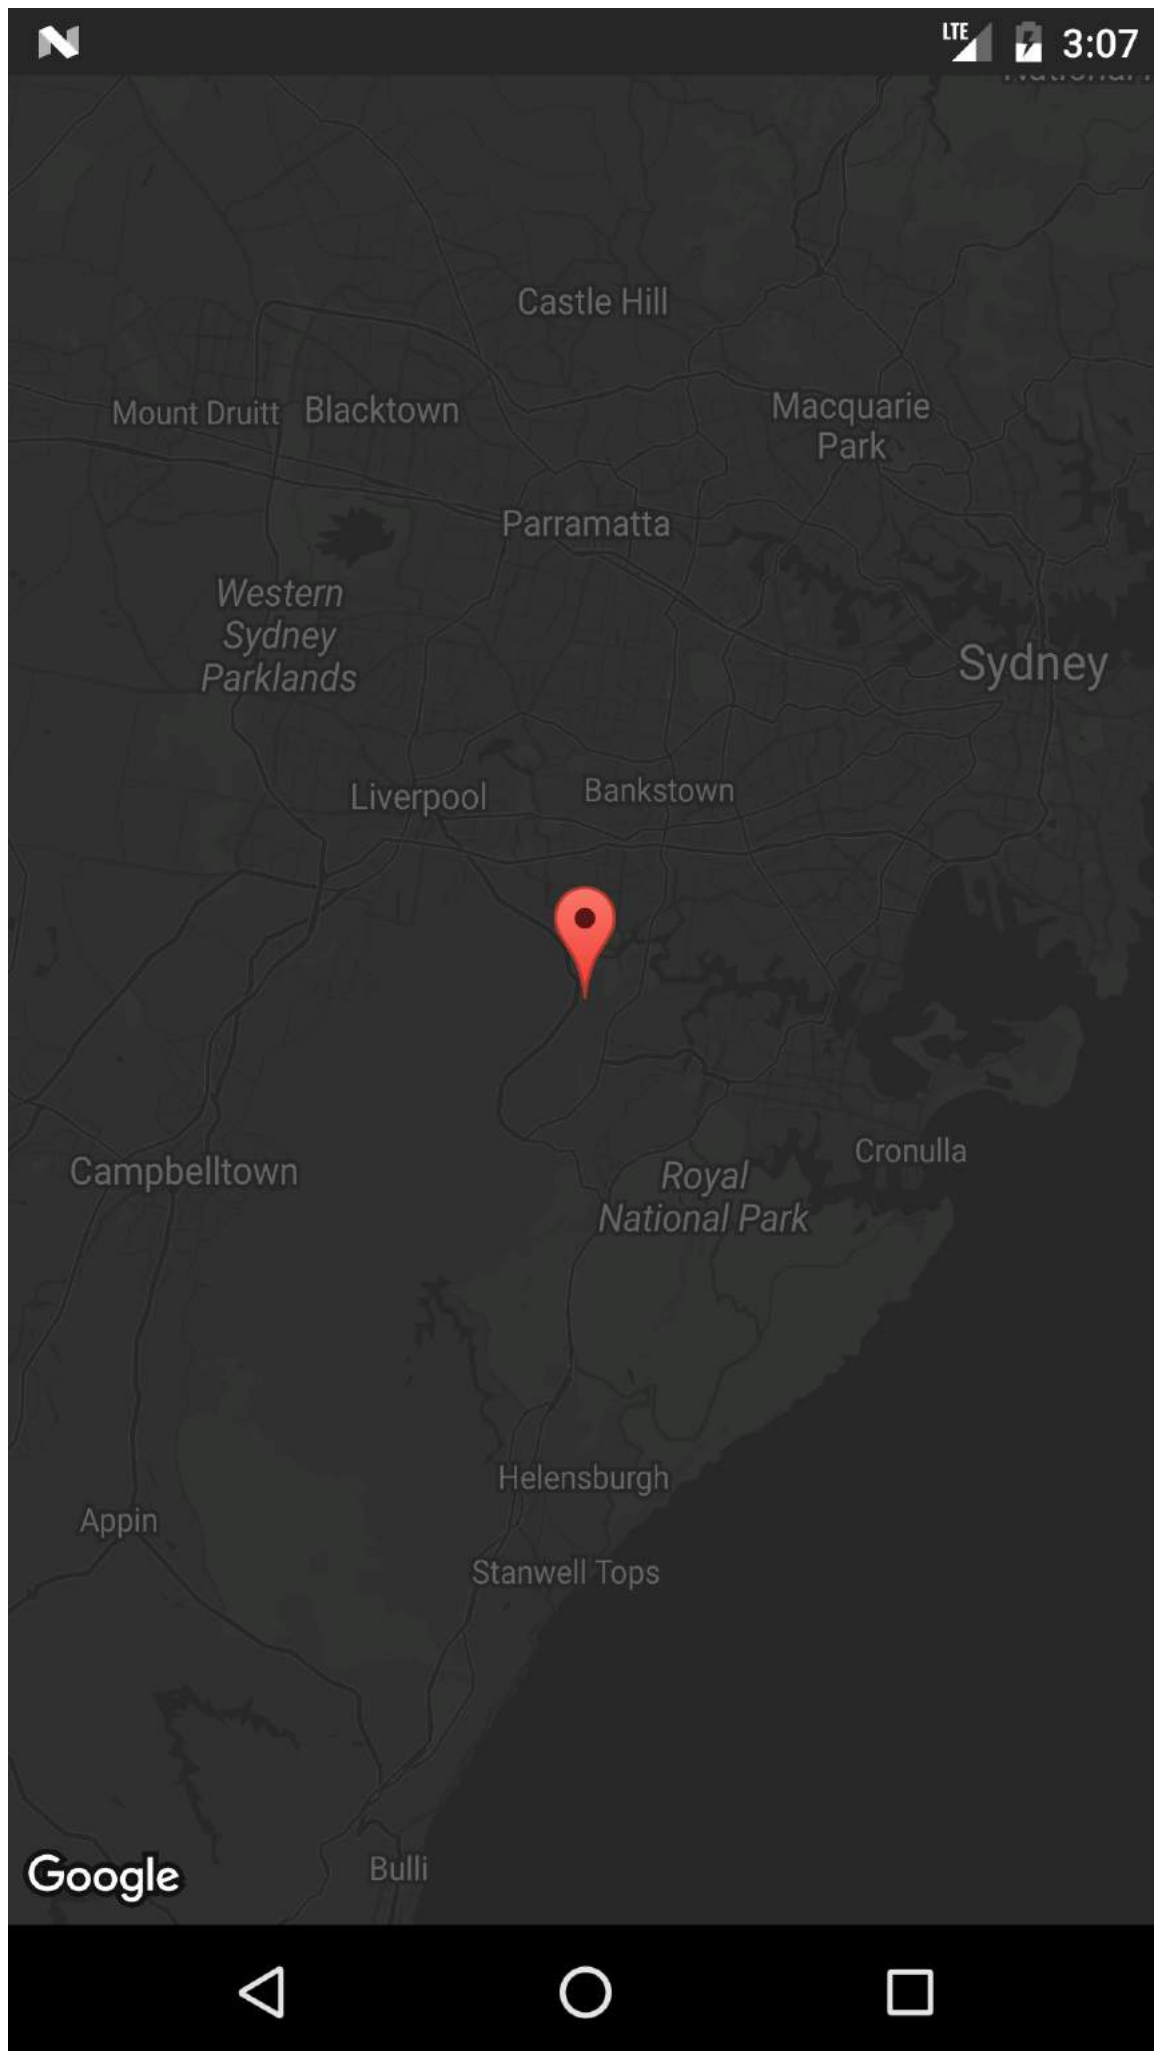 LTE 3:07
Castle Hill
Mount Druitt Blacktown
Macquarie
Park
Parramatta
Western
Sydney
Parklands
Sydney
Liverpool
Bankstown
Campbelltown
Cronulla
Royal
National Park
Helensburgh
Appin
Stanwell Tops
Bulli
Google